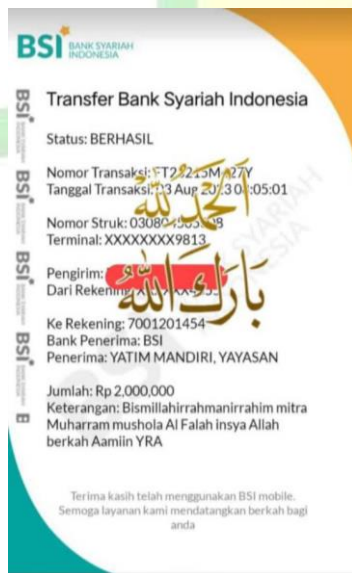 BSI BANK SYARIAH
INDONESIA
Transfer Bank Syariah Indonesia
Status: BERHASIL
Nomor Transaksi:
Tanggal Transaksi: Aug 2023
Nomor Struk:
Terminal: XXXXXXXX9813
الحمد لله
Pengirim:
Dari Rekening:
بارك الله
Ke Rekening: 7001201454
Bank Penerima: BSI
Penerima: YATIM MANDIRI, YAYASAN
Jumlah: Rp 2,000,000
Keterangan: Bismillahirrahmanirrahim mitra
Muharram mushola Al Falah insya Allah
berkah Aamiin YRA
Terima kasih telah menggunakan BSI mobile.
Semoga layanan kami mendatangkan berkah bagi
anda